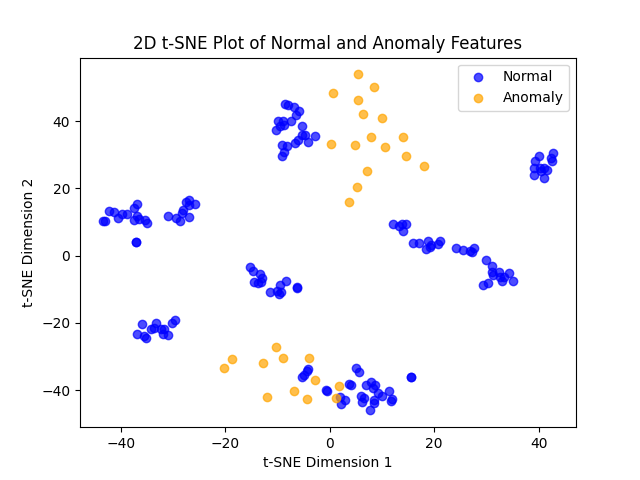 2D t-SNE Plot of Normal and Anomaly Features
Normal
Anomaly
40
20
0
−20
−40
t-SNE Dimension 2
−40
−20
0
20
40
t-SNE Dimension 1